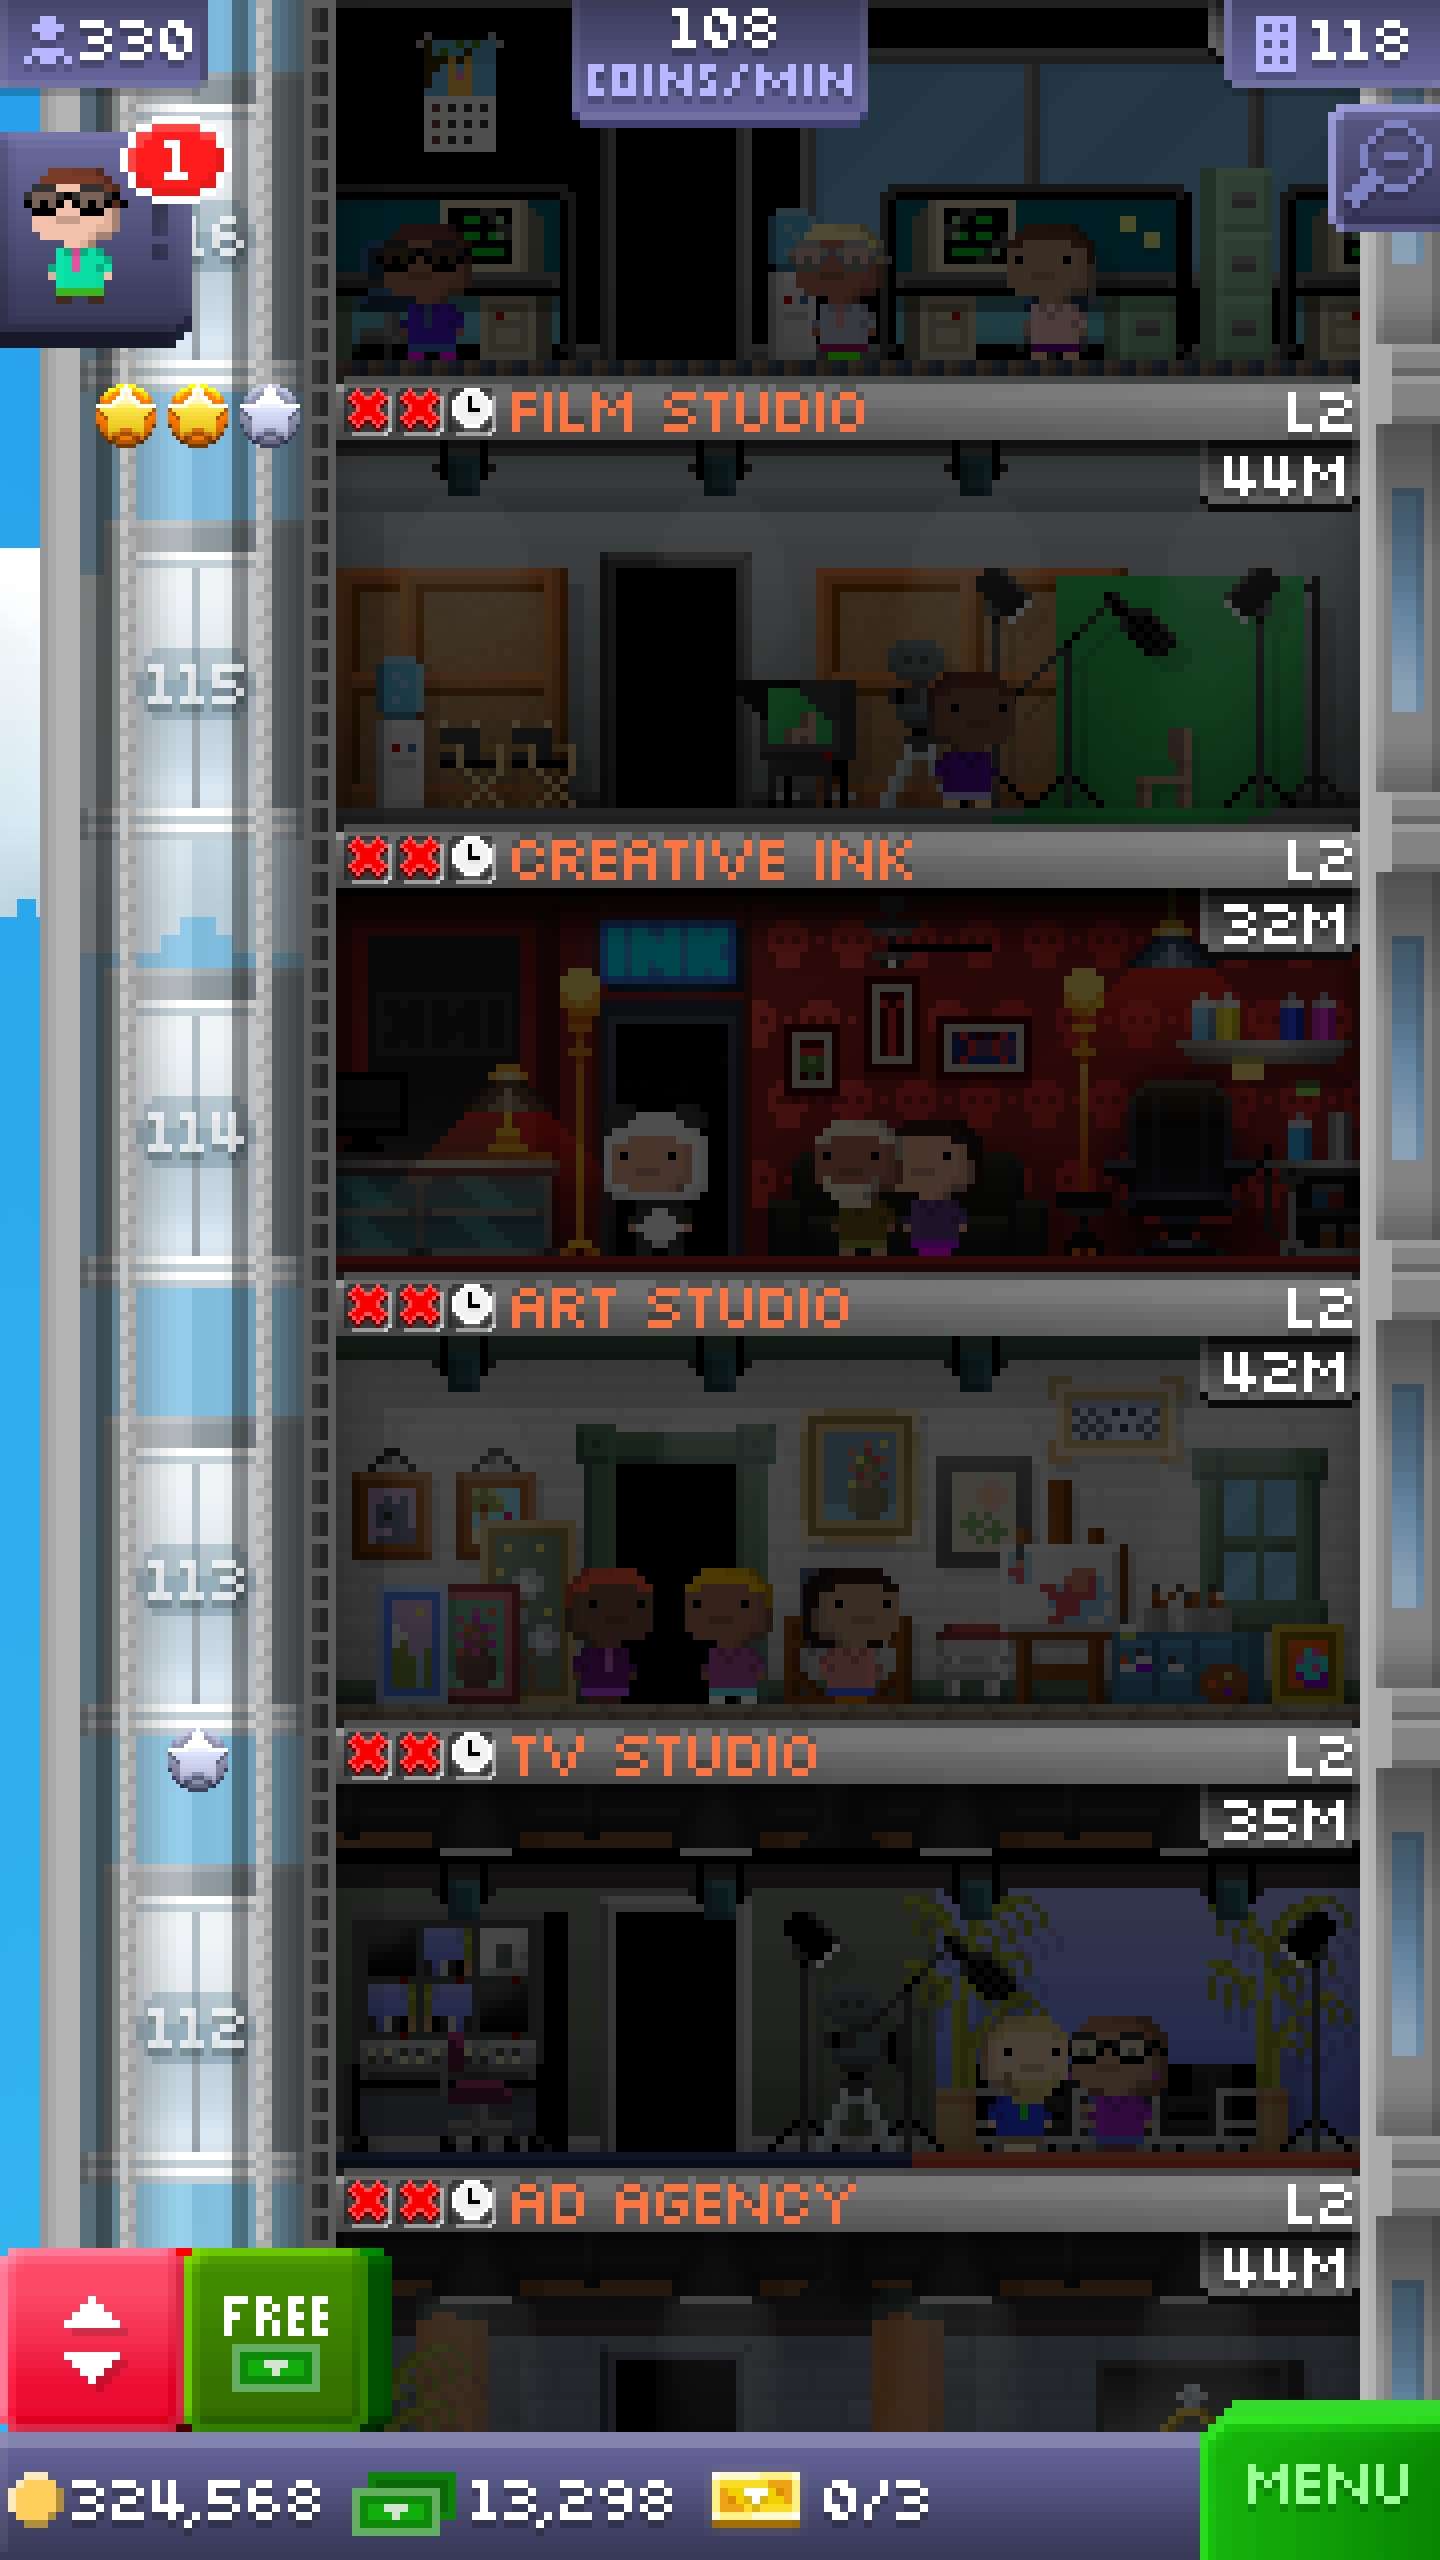 330
108
COINS/MIN
118
1
16
FILM STUDIO L2
44M
115
CREATIVE INK L2
32M
INK
114
ART STUDIO L2
42M
113
TV STUDIO L2
35M
112
AD AGENCY L2
44M
FREE
324,568 13,298 0/3
MENU